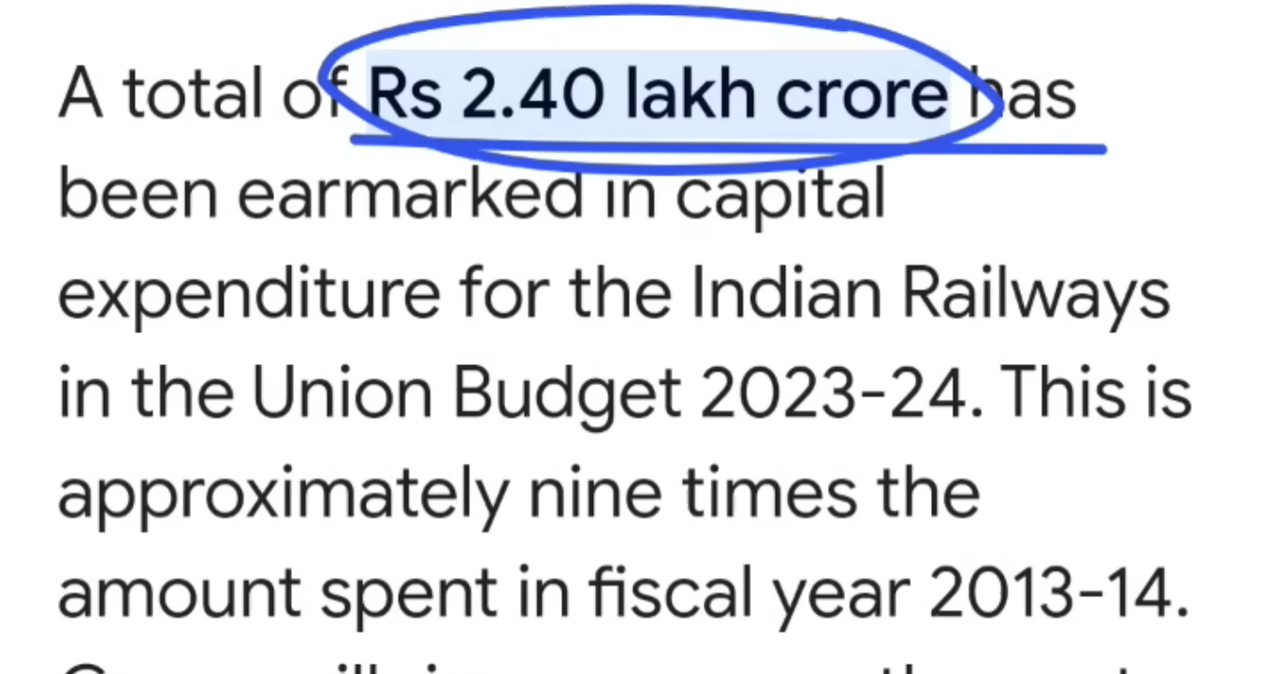 A total of Rs 2.40 lakh crore has
been earmarked in capital
expenditure for the Indian Railways
in the Union Budget 2023-24. This is
approximately nine times the
amount spent in fiscal year 2013-14.